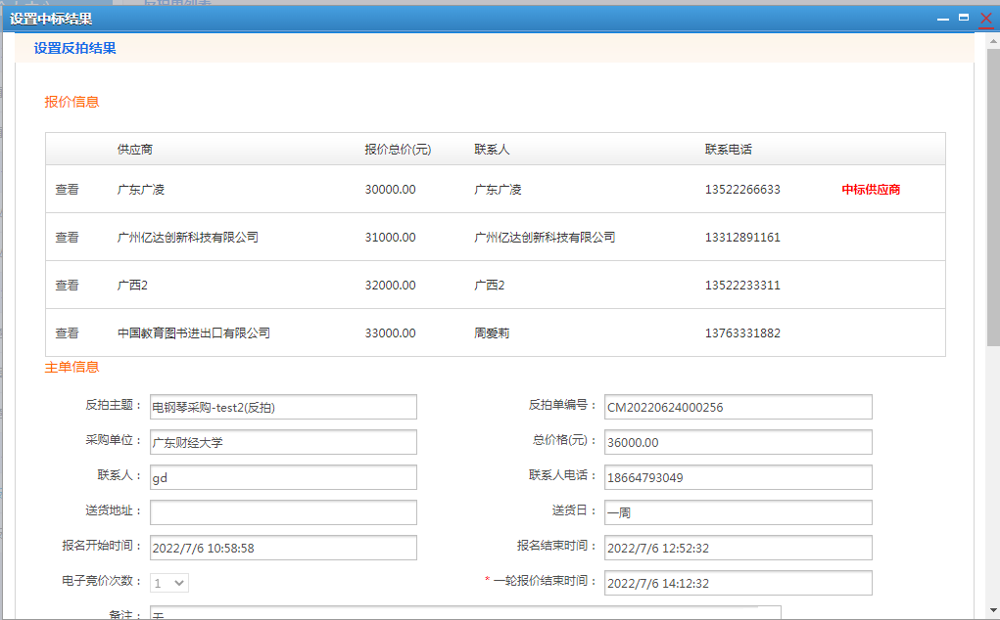 设置中标结果
设置反拍结果
报价信息
供应商 报价总价(元) 联系人 联系电话
查看 广东广凌 30000.00 广东广凌 13522266633 中标供应商
查看 广州亿达创新科技有限公司 31000.00 广州亿达创新科技有限公司 13312891161
查看 广西2 32000.00 广西2 13522233311
查看 中国教育图书进出口有限公司 33000.00 周爱莉 13763331882
主单信息
反拍主题： 电钢琴采购-test2(反拍) 反拍单编号： CM20220624000256
采购单位： 广东财经大学 总价格(元)： 36000.00
联系人： gd 联系人电话： 18664793049
送货地址： 送货日： 一周
报名开始时间： 2022/7/6 10:58:58 报名结束时间： 2022/7/6 12:52:32
电子竞价次数： 1 * 一轮报价结束时间： 2022/7/6 14:12:32
备注： 无